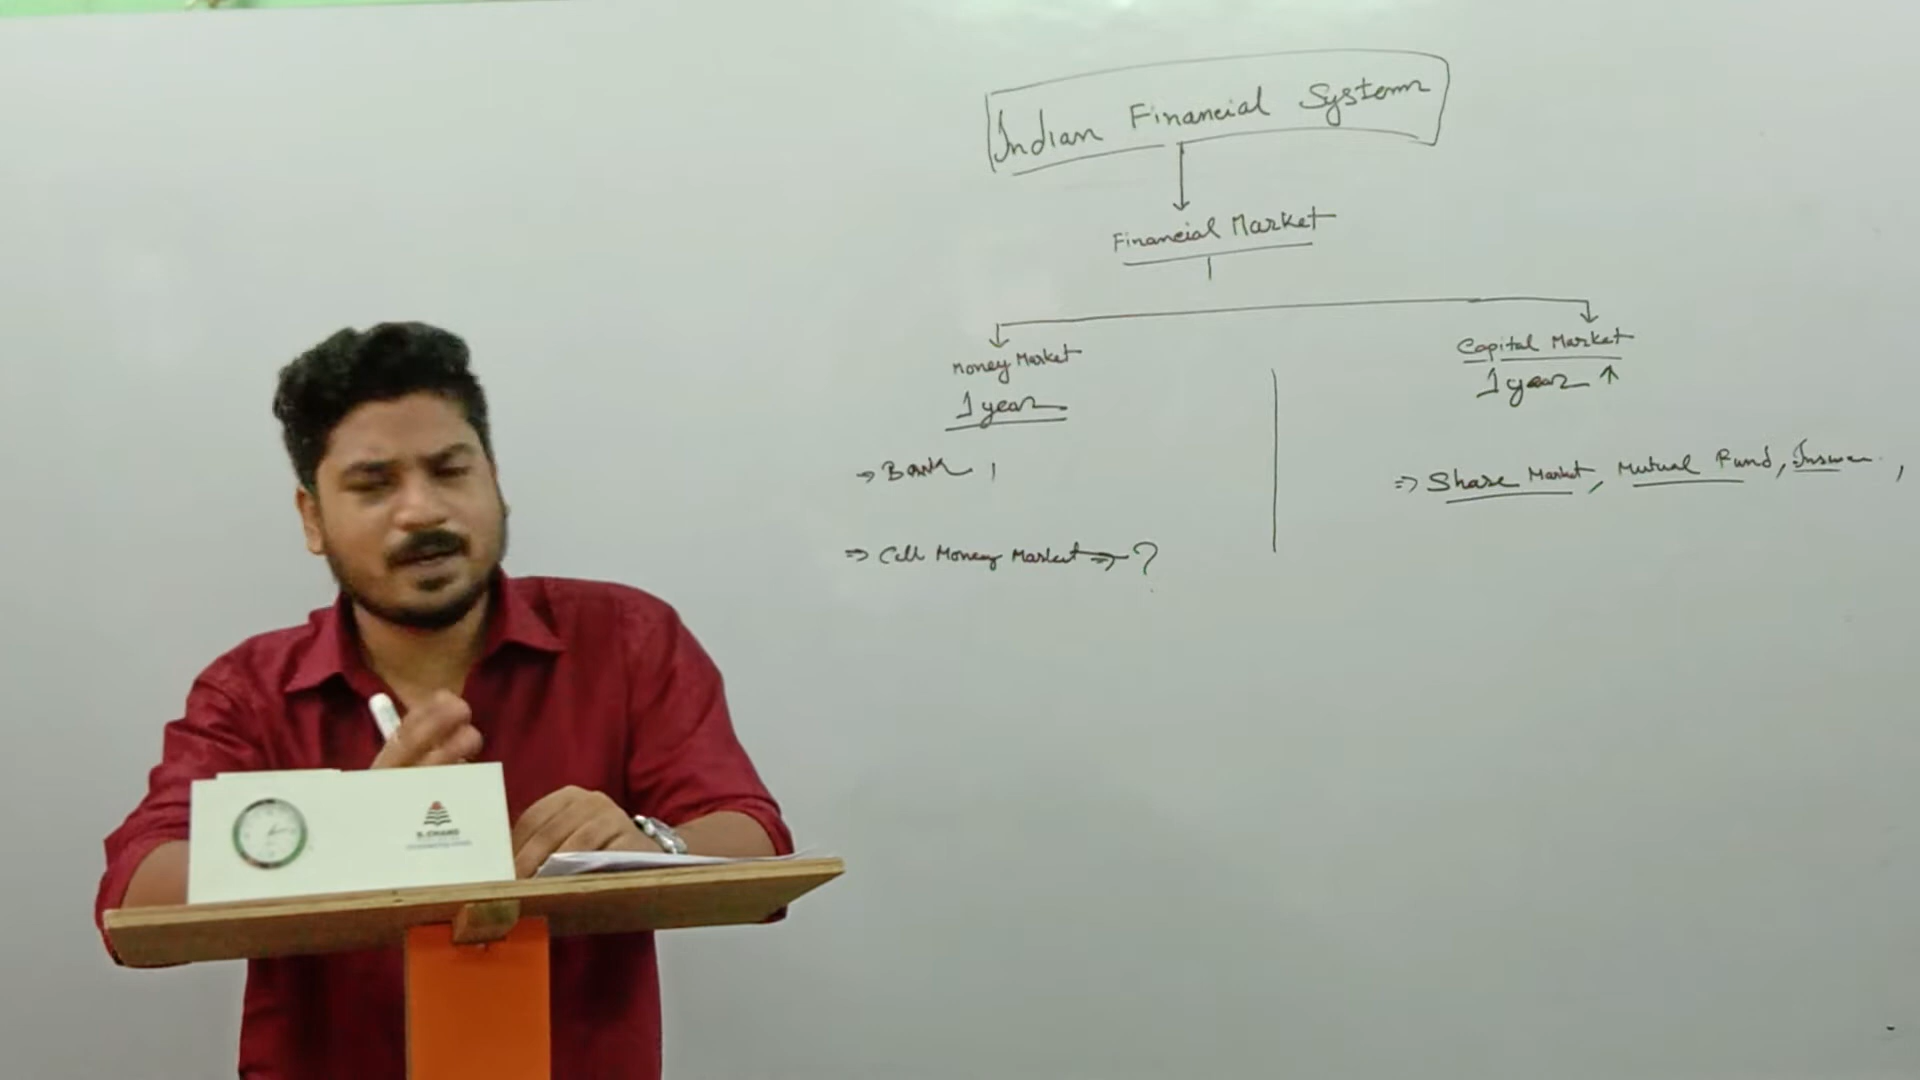 Indian Financial System
Financial Market
Money Market
1 year
⇒ Bank ,
⇒ Call Money Market ⇒ ?
Capital Market
1 year ↑
⇒ Share Market, Mutual Fund, Insuran ,
S. CHAND